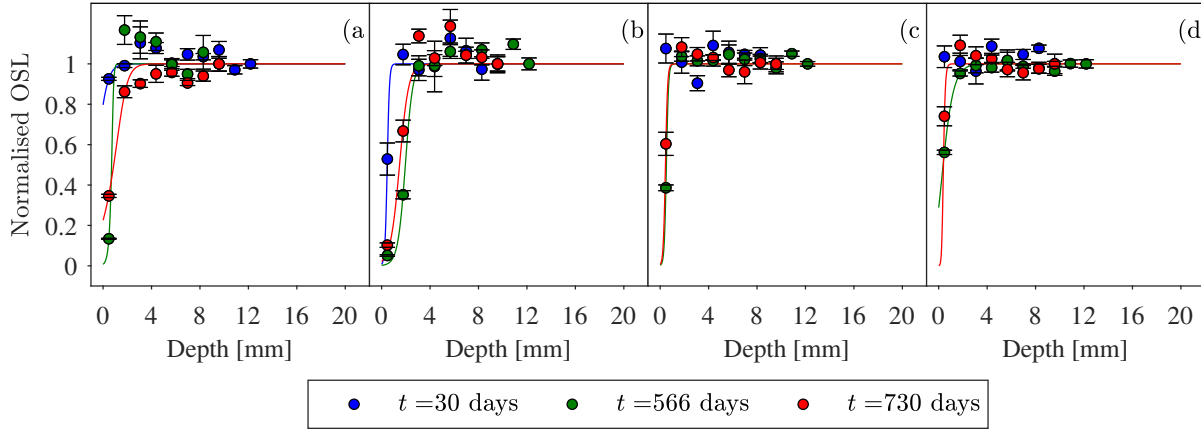 Normalised OSL
1
0.8
0.6
0.4
0.2
0
(a
(b
(c
(d
0 4 8 12 16 20
0 4 8 12 16 20
0 4 8 12 16 20
0 4 8 12 16 20
Depth [mm]
Depth [mm]
Depth [mm]
Depth [mm]
t =30 days
t =566 days
t =730 days